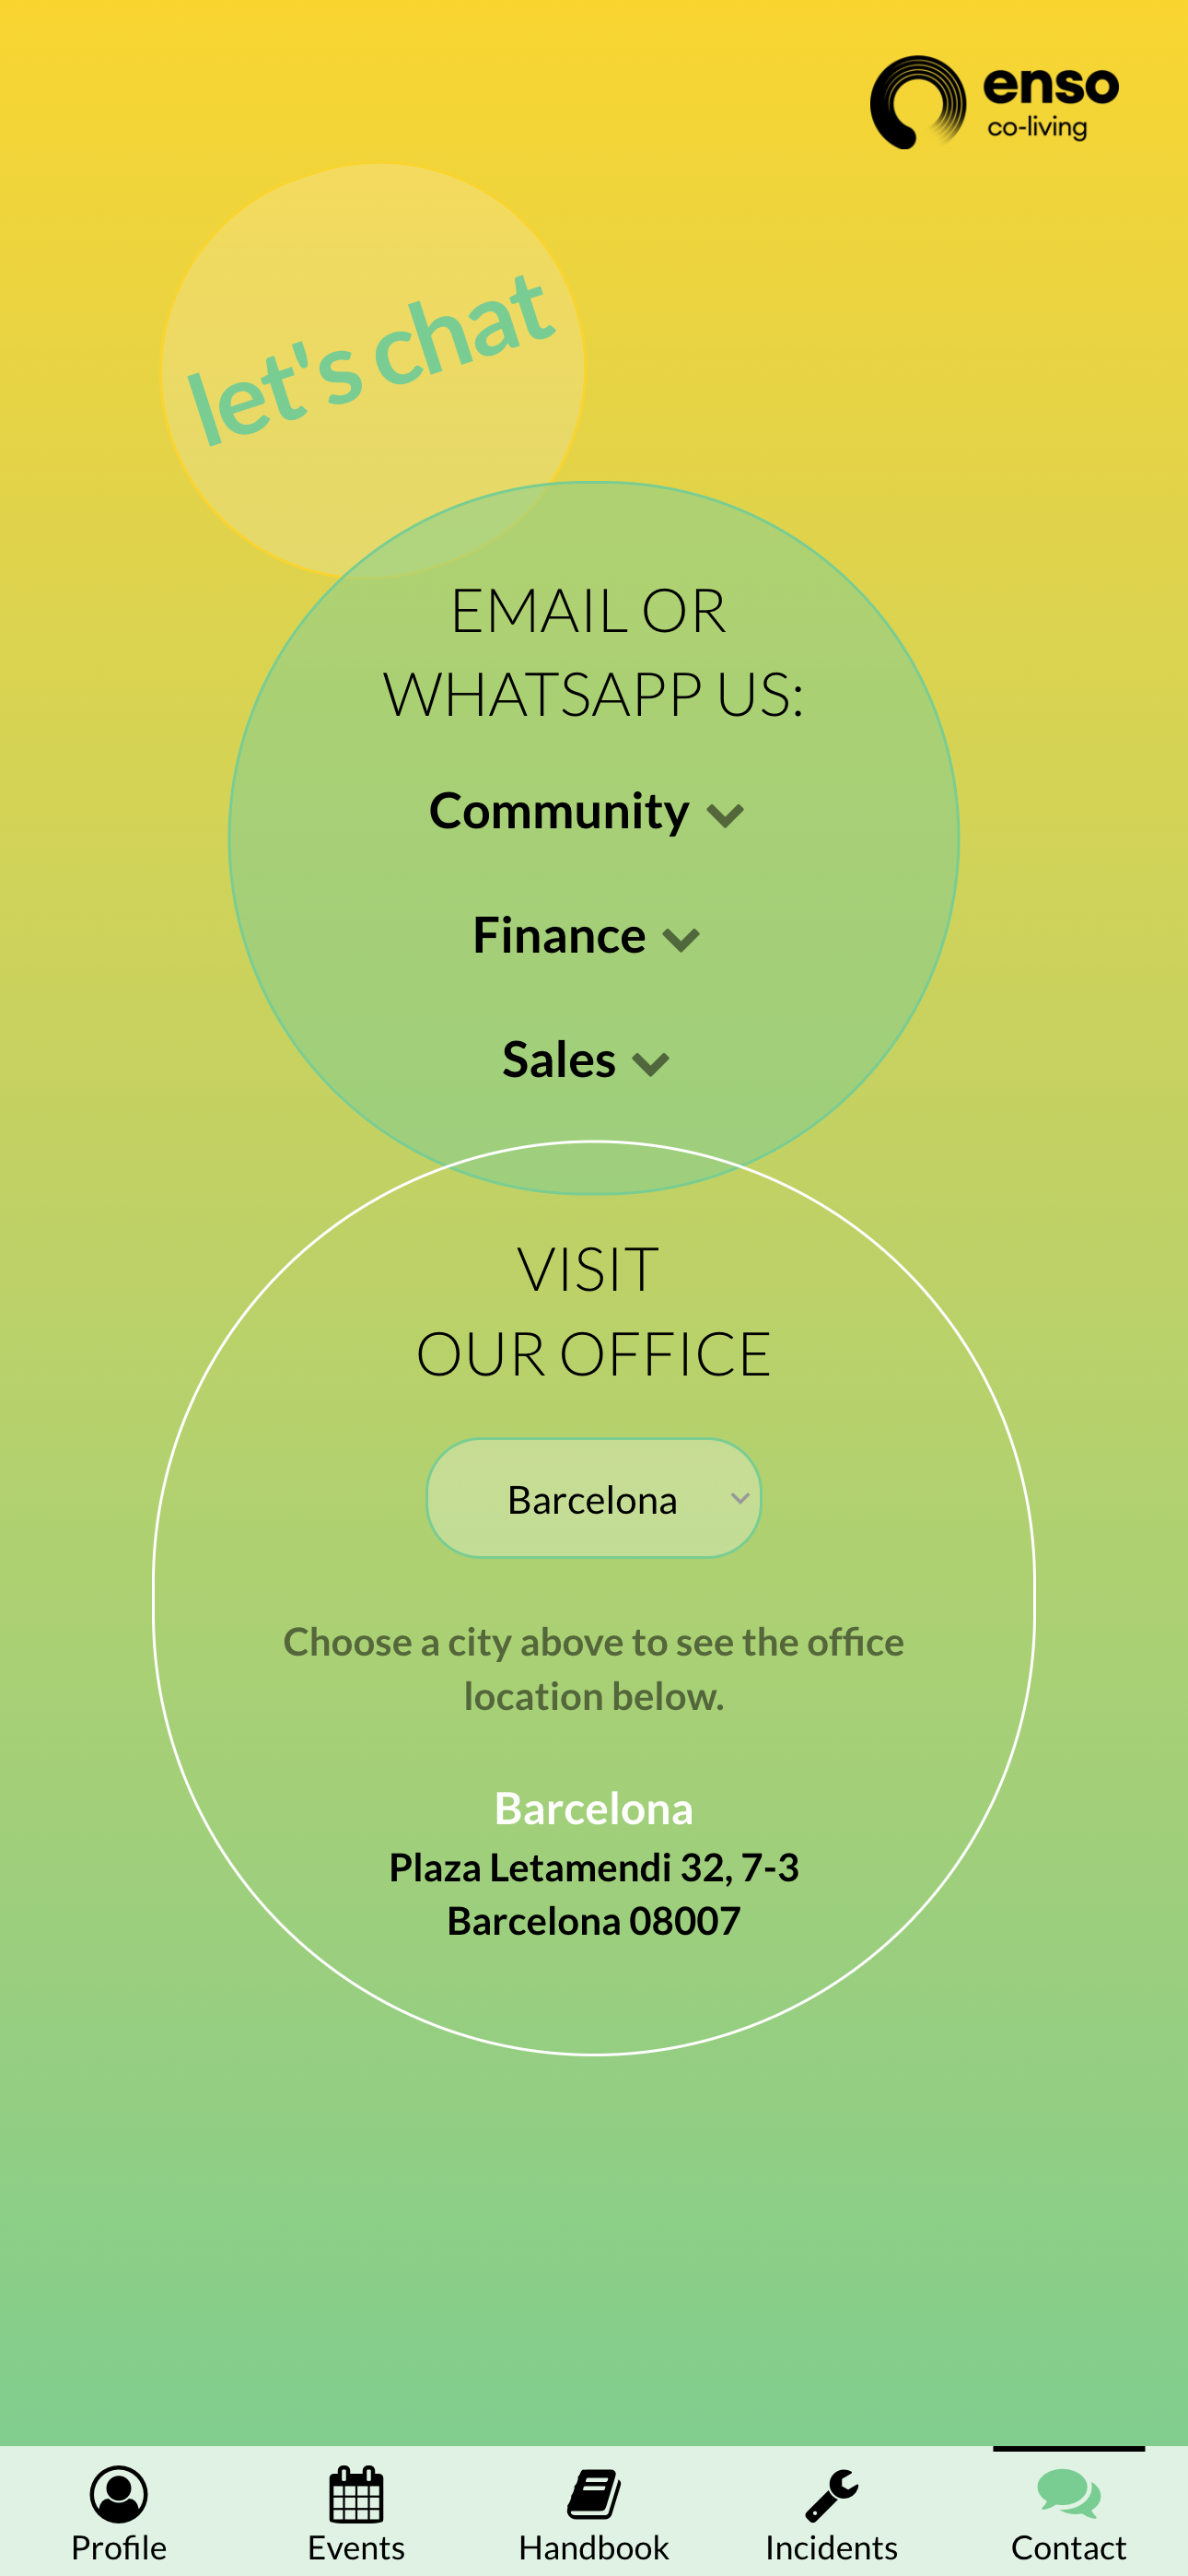 enso
co-living
let's chat
EMAIL OR
WHATSAPP US:
Community
Finance
Sales
VISIT
OUR OFFICE
Barcelona
Choose a city above to see the office
location below.
Barcelona
Plaza Letamendi 32, 7-3
Barcelona 08007
Profile
Events
Handbook
Incidents
Contact